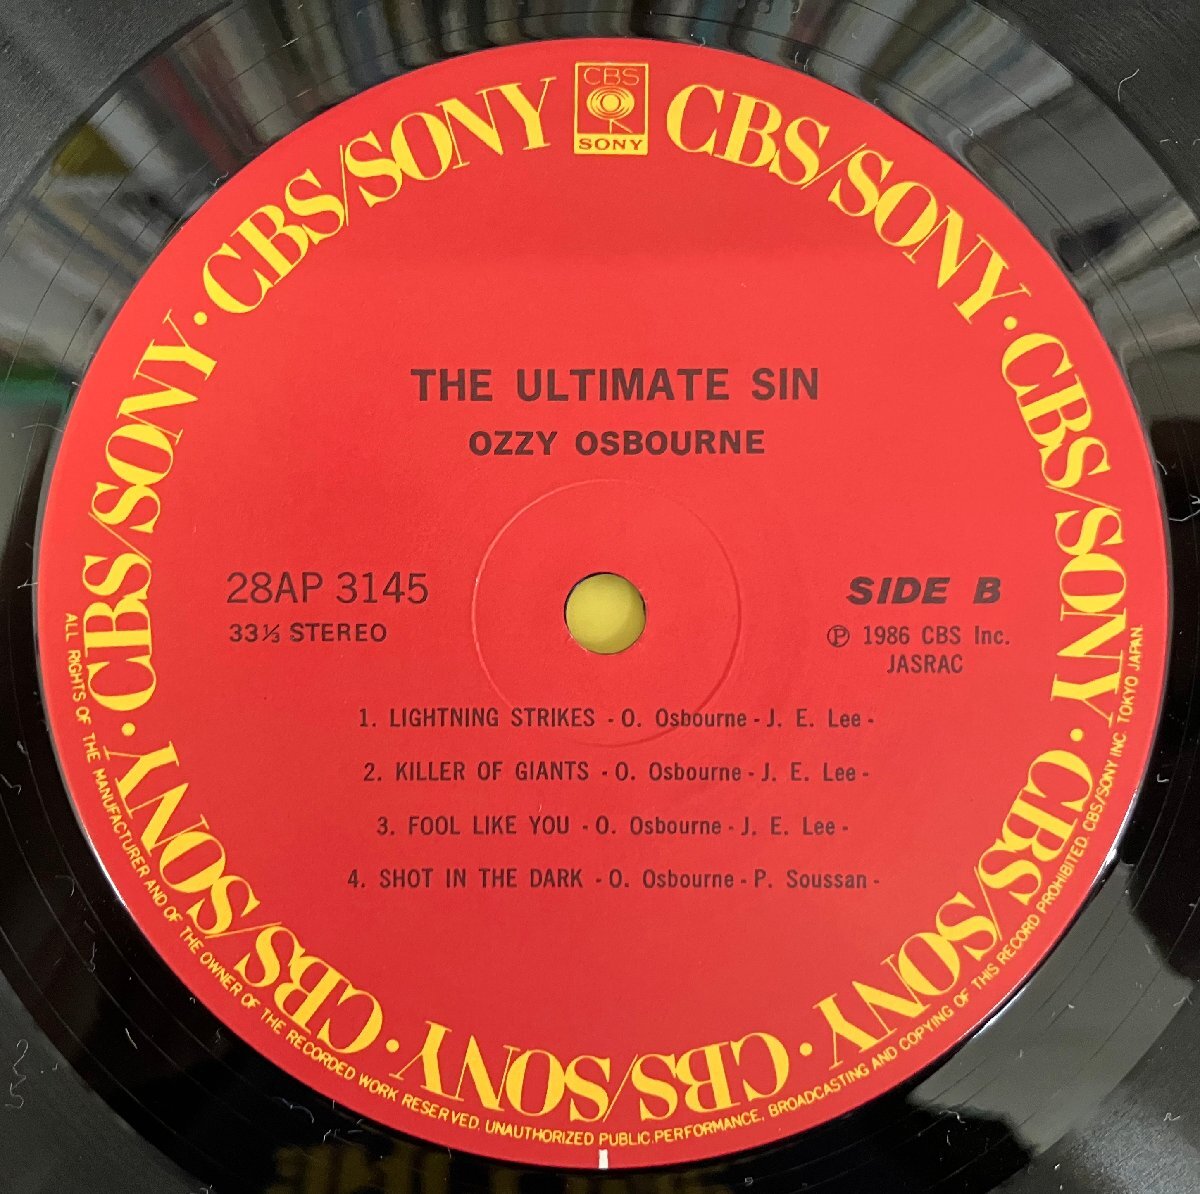 CBS
SONY
CBS/SONY · CBS/SONY · CBS/SONY · CBS/SONY · CBS/SONY · CBS/SONY · CBS/SONY · CBS/SONY
THE ULTIMATE SIN
OZZY OSBOURNE
28AP 3145
33⅓ STEREO
SIDE B
Ⓟ 1986 CBS Inc.
JASRAC
1. LIGHTNING STRIKES - O. Osbourne - J. E. Lee -
2. KILLER OF GIANTS - O. Osbourne - J. E. Lee -
3. FOOL LIKE YOU - O. Osbourne - J. E. Lee -
4. SHOT IN THE DARK - O. Osbourne - P. Soussan -
ALL RIGHTS OF THE MANUFACTURER AND OF THE OWNER OF THE RECORDED WORK RESERVED. UNAUTHORIZED PUBLIC PERFORMANCE, BROADCASTING AND COPYING OF THIS RECORD PROHIBITED. CBS/SONY INC. TOKYO JAPAN.